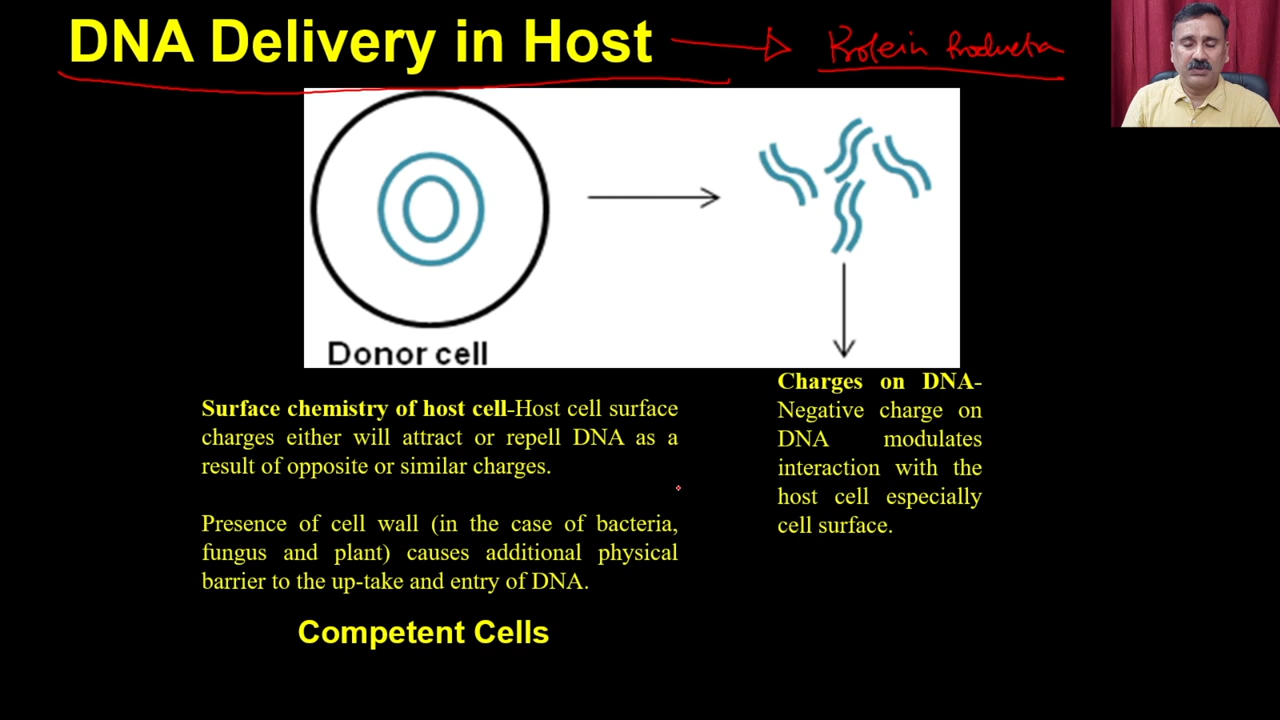 DNA Delivery in Host
Protein Production
Donor cell
Surface chemistry of host cell-Host cell surface
charges either will attract or repell DNA as a
result of opposite or similar charges.
Presence of cell wall (in the case of bacteria,
fungus and plant) causes additional physical
barrier to the up-take and entry of DNA.
Competent Cells
Charges on DNA-
Negative charge on
DNA modulates
interaction with the
host cell especially
cell surface.